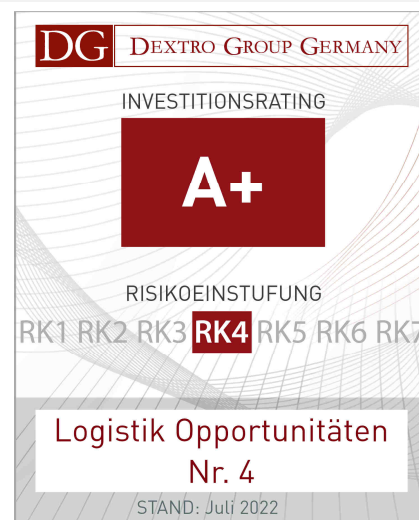 DG DEXTRO GROUP GERMANY
INVESTITIONSRATING
A+
RISIKOEINSTUFUNG
RK1 RK2 RK3 RK4 RK5 RK6 RK7
Logistik Opportunitäten
Nr. 4
STAND: Juli 2022